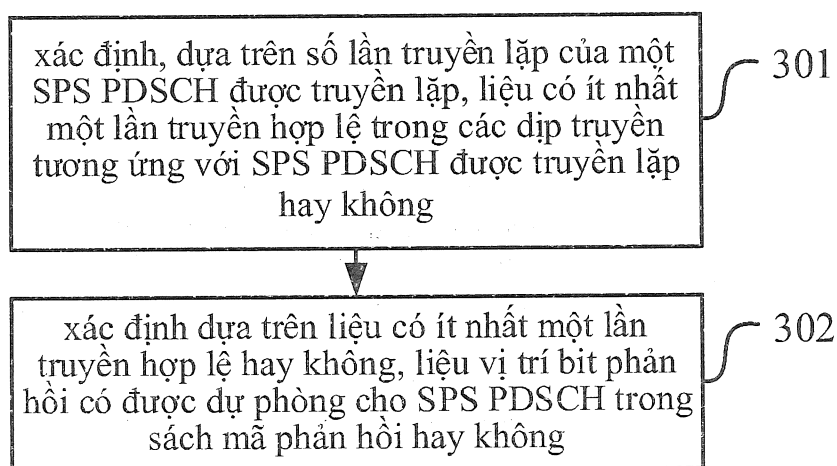 xác định, dựa trên số lần truyền lặp của một
SPS PDSCH được truyền lặp, liệu có ít nhất
một lần truyền hợp lệ trong các dịp truyền
tương ứng với SPS PDSCH được truyền lặp
hay không
301
xác định dựa trên liệu có ít nhất một lần
truyền hợp lệ hay không, liệu vị trí bit phản
hồi có được dự phòng cho SPS PDSCH trong
sách mã phản hồi hay không
302